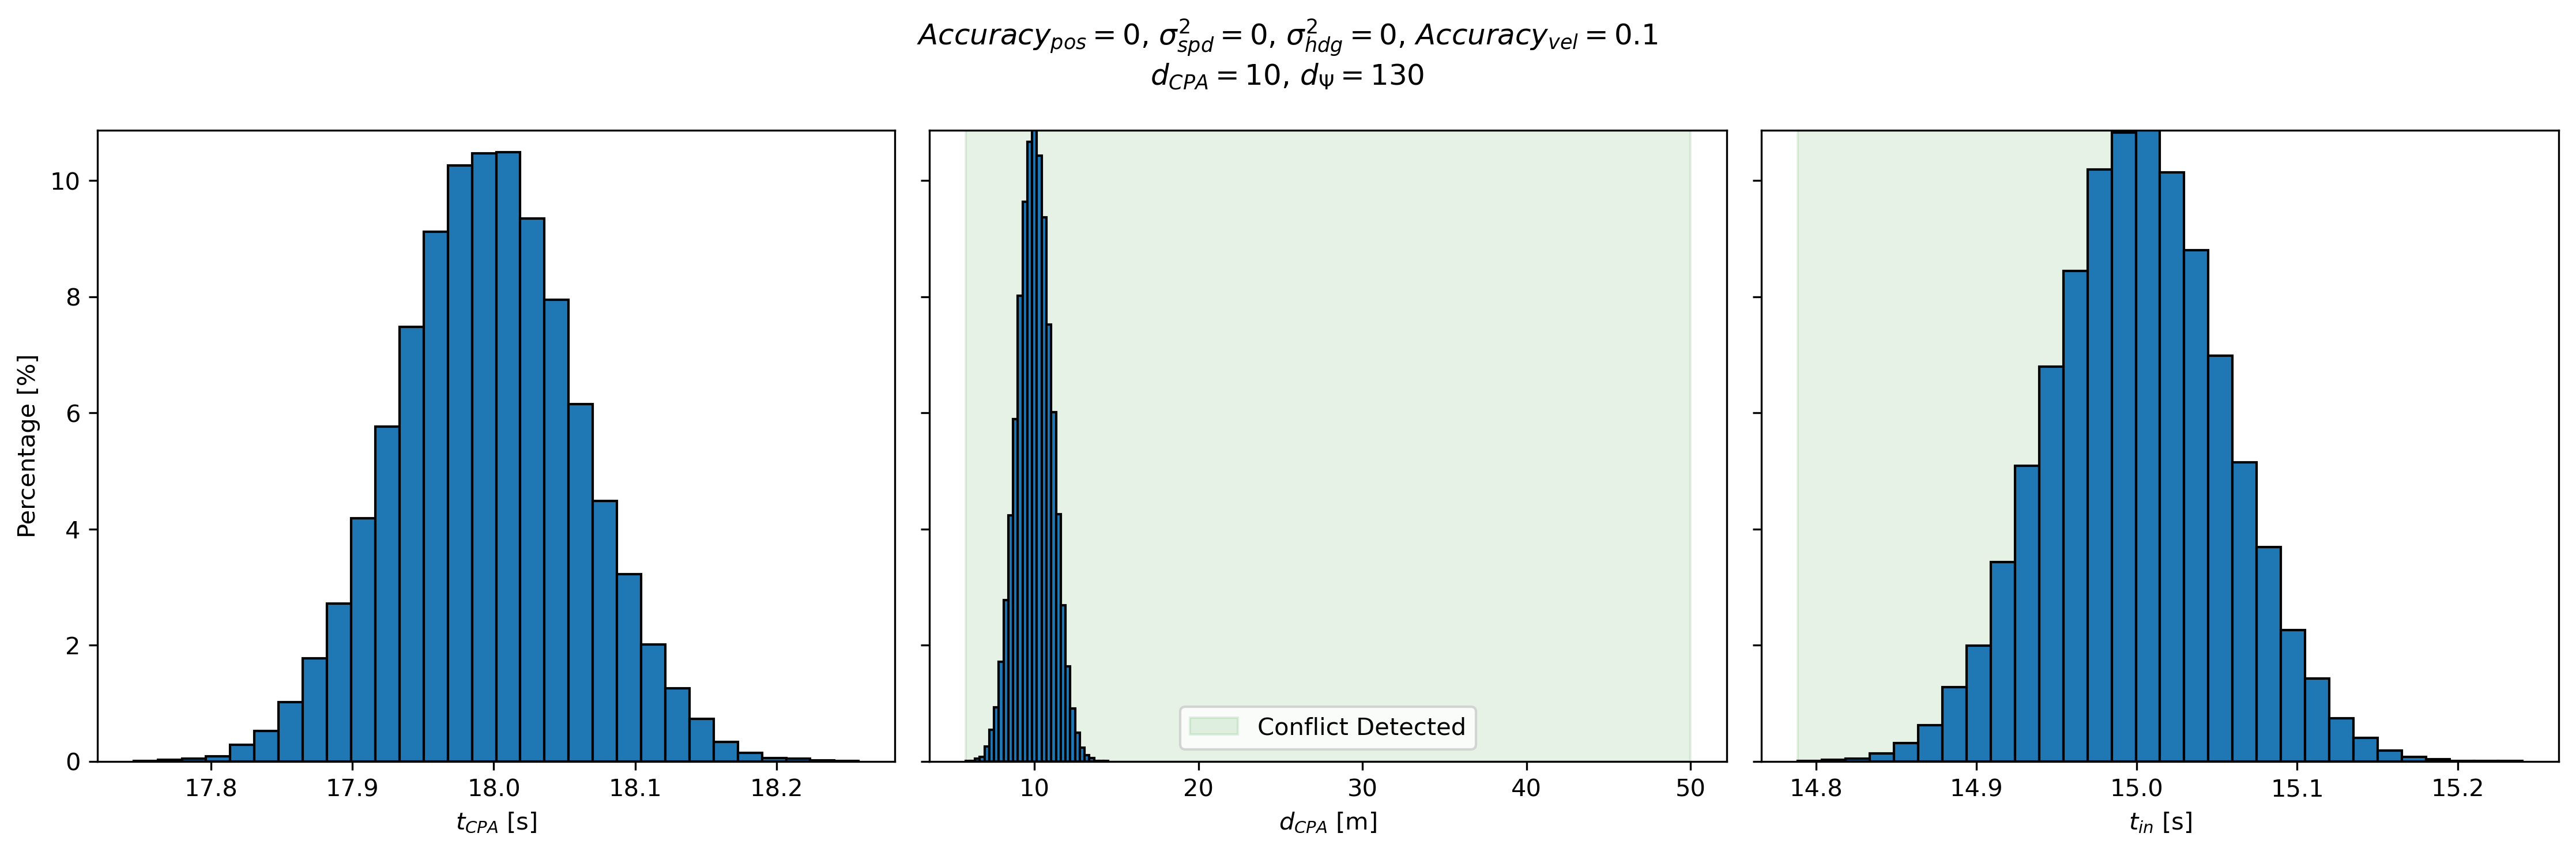 Accuracy_pos = 0, σ²_spd = 0, σ²_hdg = 0, Accuracy_vel = 0.1
d_CPA = 10, d_Ψ = 130
Percentage [%]
10
8
6
4
2
0
17.8 17.9 18.0 18.1 18.2
t_CPA [s]
Conflict Detected
10 20 30 40 50
d_CPA [m]
14.8 14.9 15.0 15.1 15.2
t_in [s]